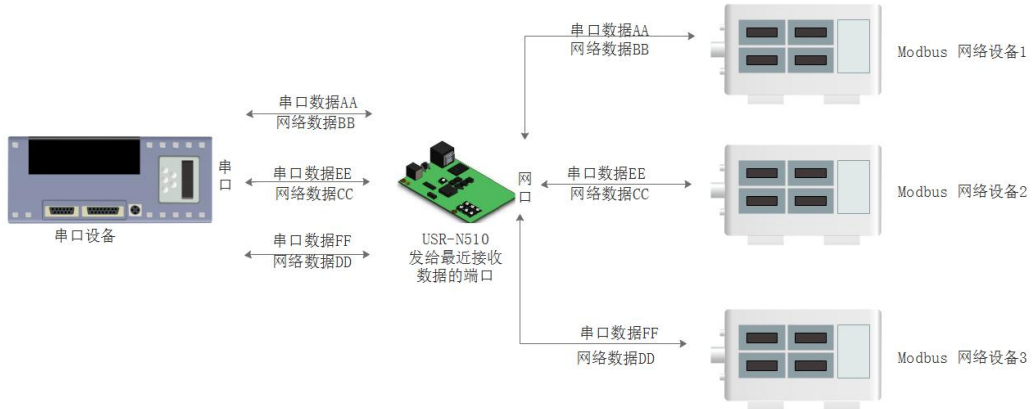 串口数据AA
网络数据BB
Modbus 网络设备1
串口数据AA
网络数据BB
串口
串口数据EE
网络数据CC
网口
串口数据EE
网络数据CC
Modbus 网络设备2
串口设备
串口数据FF
网络数据DD
USR-N510
发给最近接收
数据的端口
串口数据FF
网络数据DD
Modbus 网络设备3